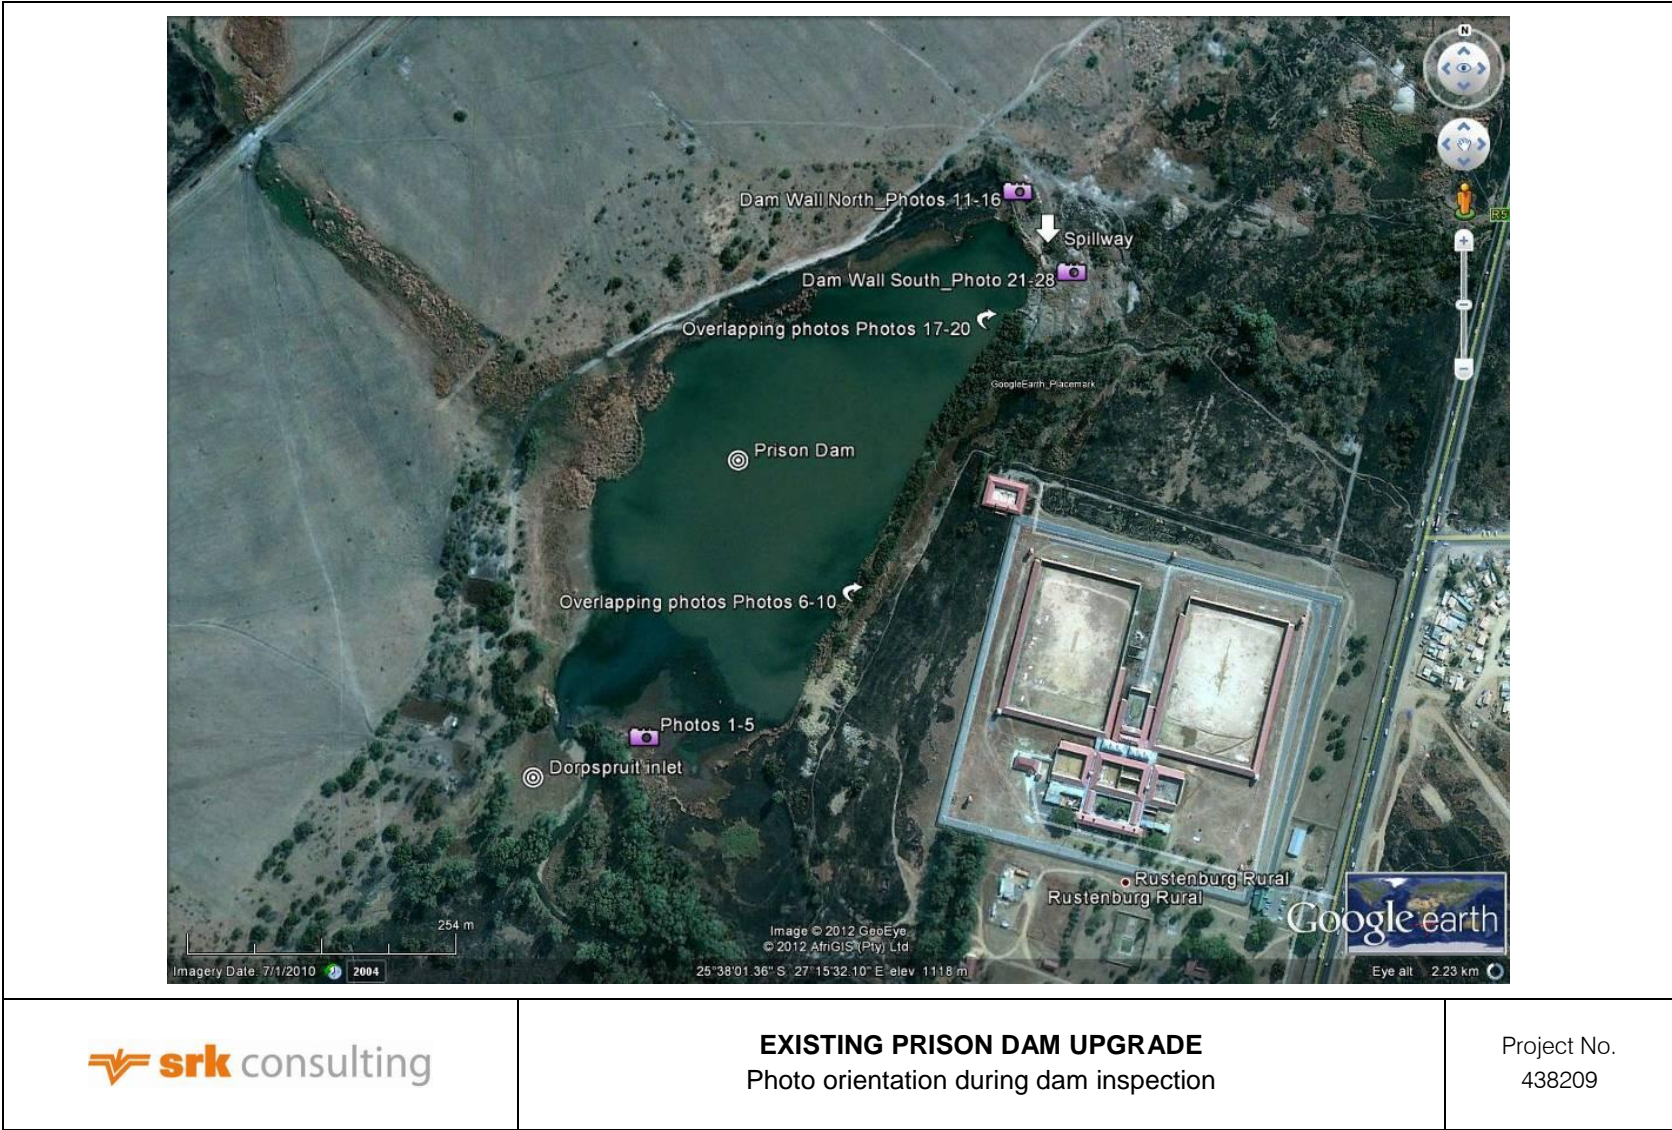 N
R5
Dam Wall North_Photos 11-16
Spillway
Dam Wall South_Photo 21-28
Overlapping photos Photos 17-20
GoogleEarth_Placemark
Prison Dam
Overlapping photos Photos 6-10
Photos 1-5
Dorpspruit inlet
Rustenburg Rural
Rustenburg Rural
Google earth
254 m
Image © 2012 GeoEye
© 2012 AfriGIS (Pty) Ltd
Imagery Date: 7/1/2010 2004
25°38'01.36" S 27°15'32.10" E elev 1118 m
Eye alt 2.23 km
srk consulting
EXISTING PRISON DAM UPGRADE
Photo orientation during dam inspection
Project No.
438209